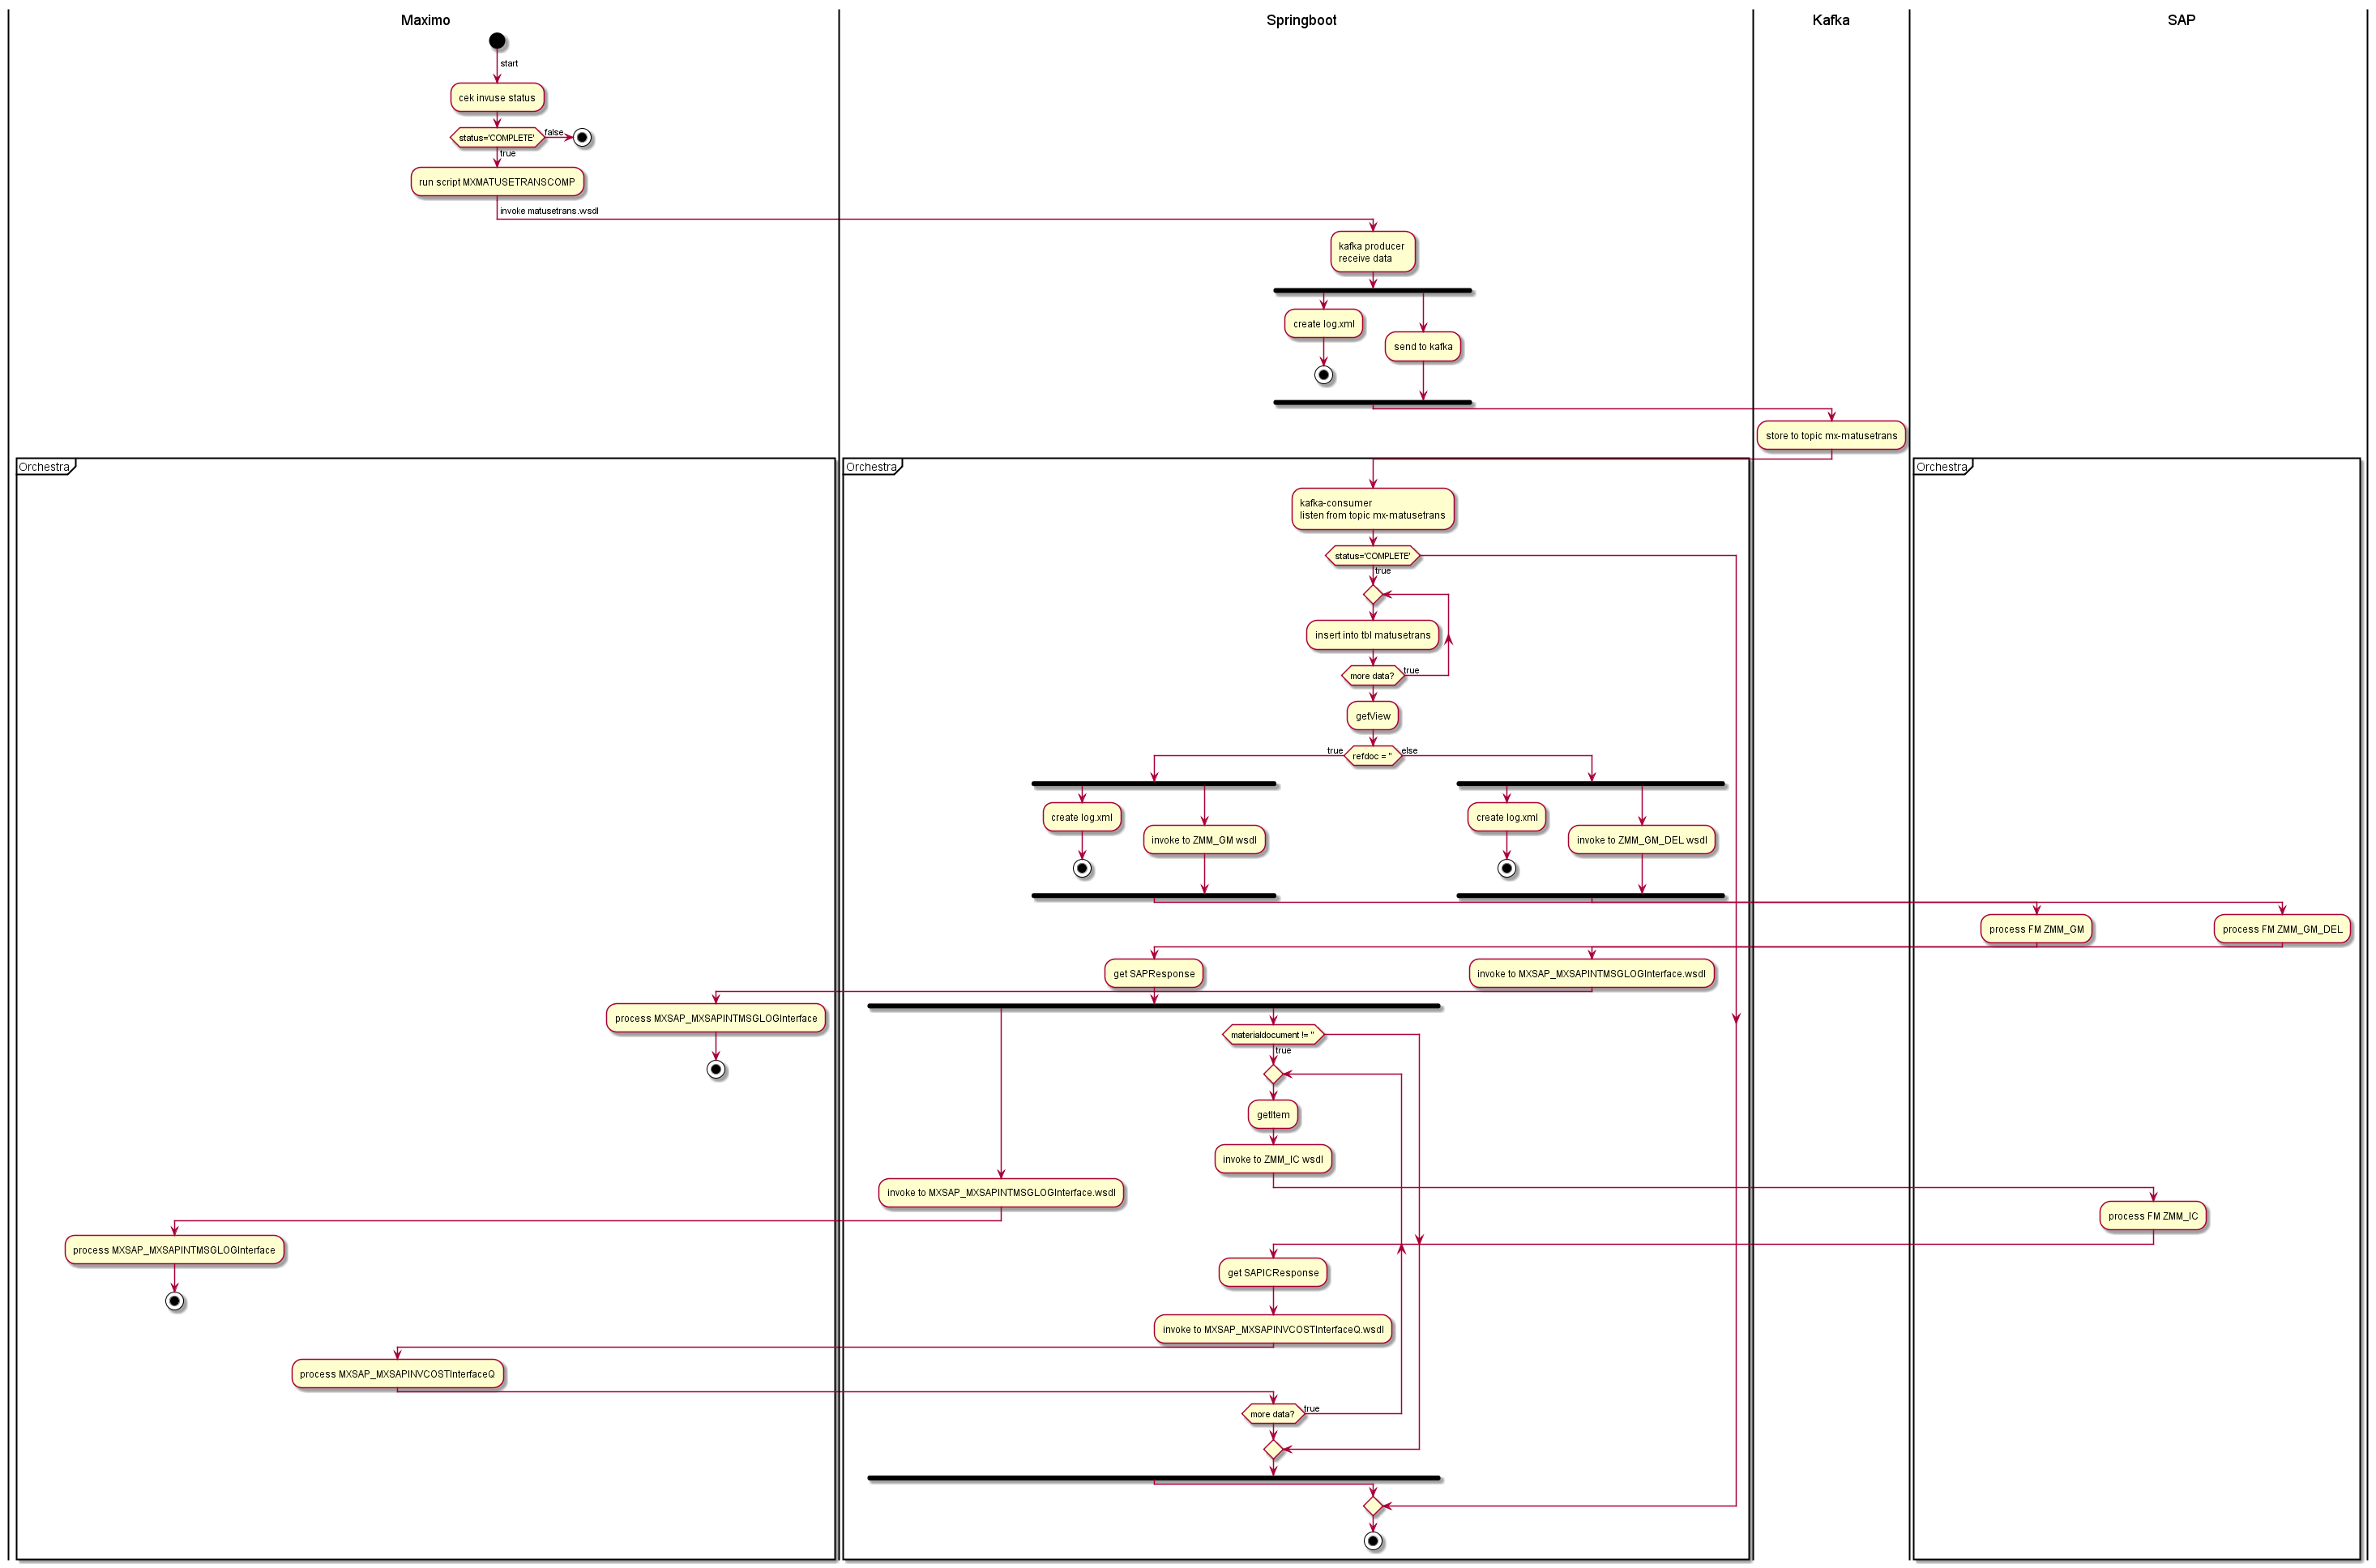 Maximo
Springboot
Kafka
SAP
start
cek invuse status
status='COMPLETE'
false
true
run script MXMATUSETRANSCOMP
invoke matusetrans.wsdl
kafka producer
receive data
create log.xml
send to kafka
store to topic mx-matusetrans
Orchestra
Orchestra
Orchestra
kafka-consumer
listen from topic mx-matusetrans
status='COMPLETE'
true
insert into tbl matusetrans
more data?
true
getView
true
refdoc = ''
else
create log.xml
invoke to ZMM_GM wsdl
create log.xml
invoke to ZMM_GM_DEL wsdl
process FM ZMM_GM
process FM ZMM_GM_DEL
get SAPResponse
invoke to MXSAP_MXSAPINTMSGLOGInterface.wsdl
process MXSAP_MXSAPINTMSGLOGInterface
materialdocument != ''
true
getItem
invoke to ZMM_IC wsdl
invoke to MXSAP_MXSAPINTMSGLOGInterface.wsdl
process FM ZMM_IC
process MXSAP_MXSAPINTMSGLOGInterface
get SAPICResponse
invoke to MXSAP_MXSAPINVCOSTInterfaceQ.wsdl
process MXSAP_MXSAPINVCOSTInterfaceQ
more data?
true